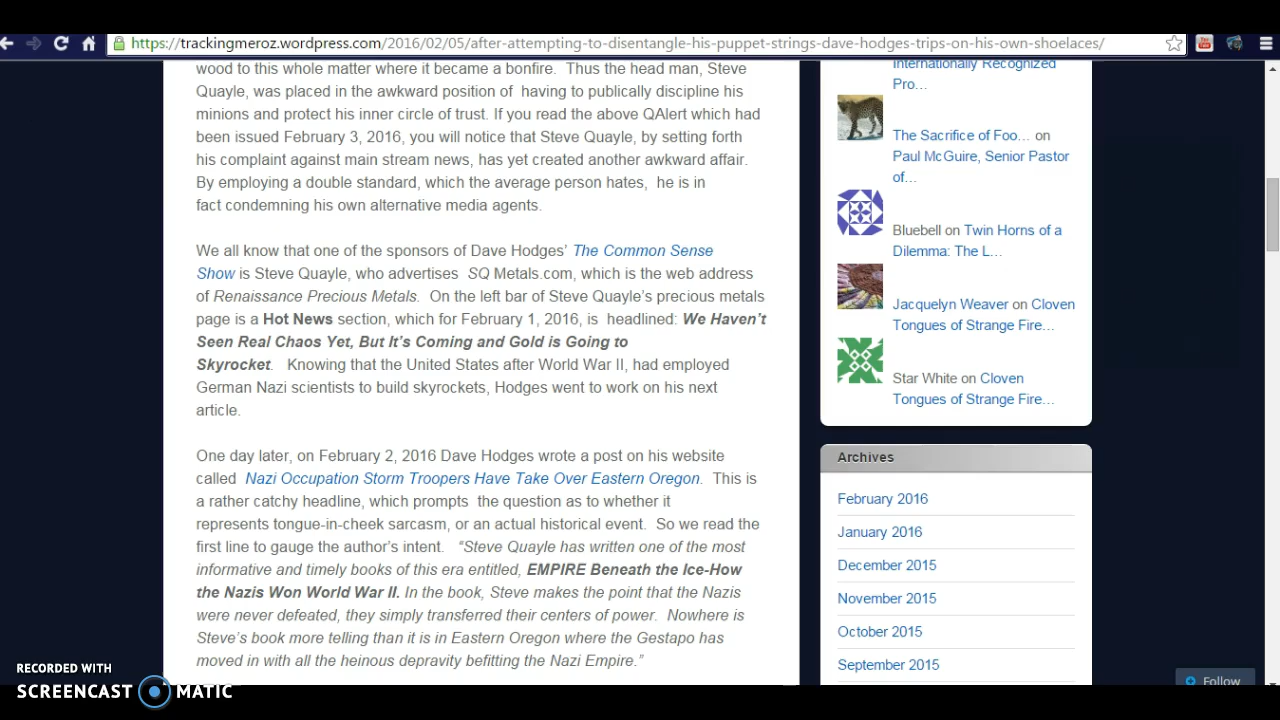 https://trackingmeroz.wordpress.com/2016/02/05/after-attempting-to-disentangle-his-puppet-strings-dave-hodges-trips-on-his-own-shoelaces/
wood to this whole matter where it became a bonfire.  Thus the head man, Steve
Quayle, was placed in the awkward position of  having to publically discipline his
minions and protect his inner circle of trust. If you read the above QAlert which had
been issued February 3, 2016, you will notice that Steve Quayle, by setting forth
his complaint against main stream news, has yet created another awkward affair.
By employing a double standard, which the average person hates,  he is in
fact condemning his own alternative media agents.
We all know that one of the sponsors of Dave Hodges’ The Common Sense
Show is Steve Quayle, who advertises  SQ Metals.com, which is the web address
of Renaissance Precious Metals.  On the left bar of Steve Quayle’s precious metals
page is a Hot News section, which for February 1, 2016, is  headlined: We Haven’t
Seen Real Chaos Yet, But It’s Coming and Gold is Going to
Skyrocket.   Knowing that the United States after World War II, had employed
German Nazi scientists to build skyrockets, Hodges went to work on his next
article.
One day later, on February 2, 2016 Dave Hodges wrote a post on his website
called  Nazi Occupation Storm Troopers Have Take Over Eastern Oregon.  This is
a rather catchy headline, which prompts  the question as to whether it
represents tongue-in-cheek sarcasm, or an actual historical event.  So we read the
first line to gauge the author’s intent.   “Steve Quayle has written one of the most
informative and timely books of this era entitled, EMPIRE Beneath the Ice-How
the Nazis Won World War II. In the book, Steve makes the point that the Nazis
were never defeated, they simply transferred their centers of power.  Nowhere is
Steve’s book more telling than it is in Eastern Oregon where the Gestapo has
moved in with all the heinous depravity befitting the Nazi Empire.”
Internationally Recognized
Pro…
The Sacrifice of Foo… on
Paul McGuire, Senior Pastor
of…
Bluebell on Twin Horns of a
Dilemma: The L…
Jacquelyn Weaver on Cloven
Tongues of Strange Fire…
Star White on Cloven
Tongues of Strange Fire…
Archives
February 2016
January 2016
December 2015
November 2015
October 2015
September 2015
Follow
RECORDED WITH
SCREENCAST MATIC